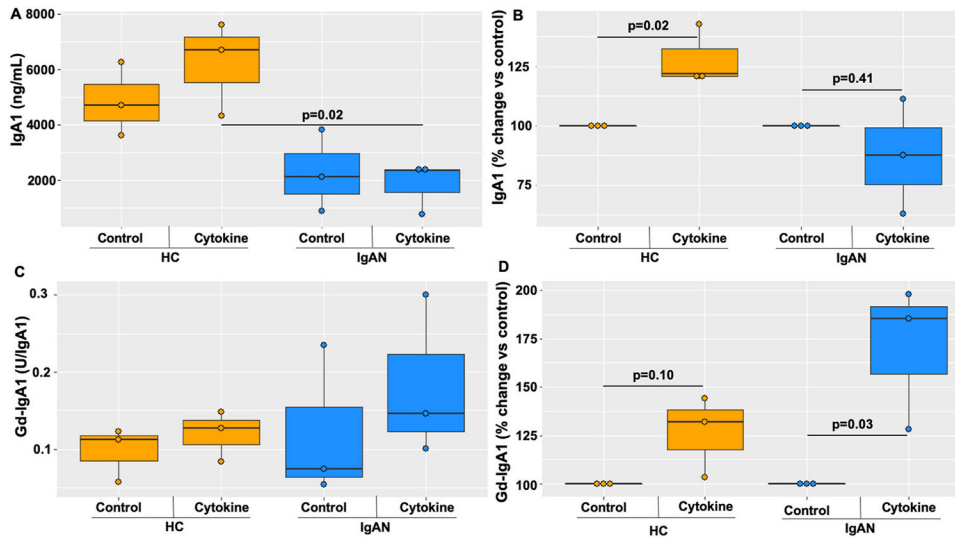 A
8000
6000
4000
2000
IgA1 (ng/mL)
p=0.02
Control
Cytokine
Control
Cytokine
HC
IgAN
B
125
100
75
IgA1 (% change vs control)
p=0.02
p=0.41
Control
Cytokine
Control
Cytokine
HC
IgAN
C
0.3
0.2
0.1
Gd-IgA1 (U/IgA1)
Control
Cytokine
Control
Cytokine
HC
IgAN
D
200
175
150
125
100
Gd-IgA1 (% change vs control)
p=0.10
p=0.03
Control
Cytokine
Control
Cytokine
HC
IgAN